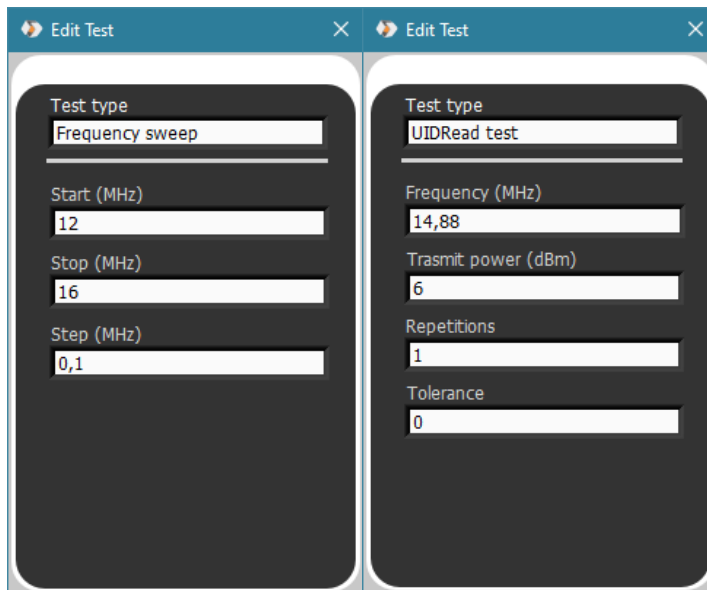 Edit Test
Test type
Frequency sweep
Start (MHz)
12
Stop (MHz)
16
Step (MHz)
0,1
Edit Test
Test type
UIDRead test
Frequency (MHz)
14,88
Trasmit power (dBm)
6
Repetitions
1
Tolerance
0